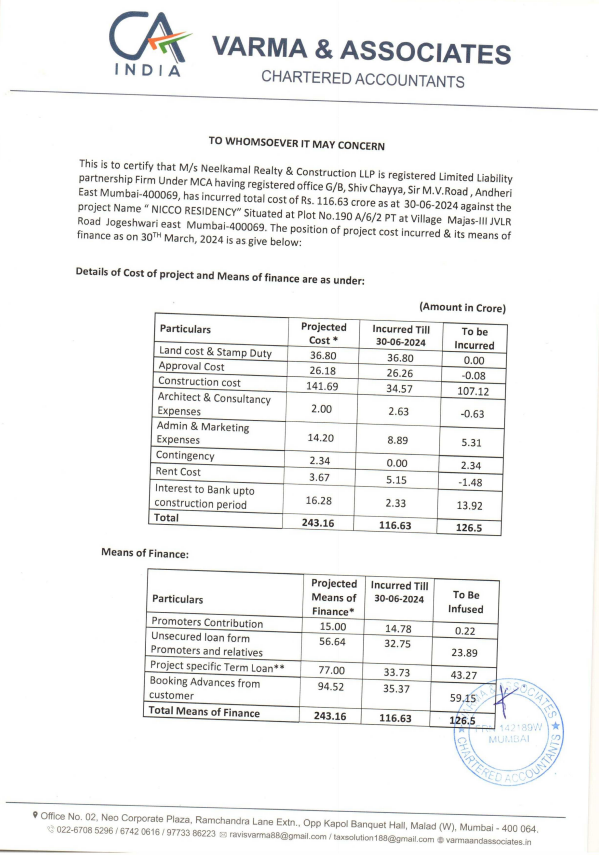 CA
INDIA
VARMA & ASSOCIATES
CHARTERED ACCOUNTANTS
TO WHOMSOEVER IT MAY CONCERN
This is to certify that M/s Neelkamal Realty & Construction LLP is registered Limited Liability
partnership Firm Under MCA having registered office G/B, Shiv Chayya, Sir M.V.Road , Andheri
East Mumbai-400069, has incurred total cost of Rs. 116.63 crore as at 30-06-2024 against the
project Name “ NICCO RESIDENCY” Situated at Plot No.190 A/6/2 PT at Village Majas-III JVLR
Road Jogeshwari east Mumbai-400069. The position of project cost incurred & its means of
finance as on 30TH March, 2024 is as give below:
Details of Cost of project and Means of finance are as under:
(Amount in Crore)
Particulars Projected Cost * Incurred Till 30-06-2024 To be Incurred
Land cost & Stamp Duty 36.80 36.80 0.00
Approval Cost 26.18 26.26 -0.08
Construction cost 141.69 34.57 107.12
Architect & Consultancy Expenses 2.00 2.63 -0.63
Admin & Marketing Expenses 14.20 8.89 5.31
Contingency 2.34 0.00 2.34
Rent Cost 3.67 5.15 -1.48
Interest to Bank upto construction period 16.28 2.33 13.92
Total 243.16 116.63 126.5
Means of Finance:
Particulars Projected Means of Finance* Incurred Till 30-06-2024 To Be Infused
Promoters Contribution 15.00 14.78 0.22
Unsecured loan form Promoters and relatives 56.64 32.75 23.89
Project specific Term Loan** 77.00 33.73 43.27
Booking Advances from customer 94.52 35.37 59.15
Total Means of Finance 243.16 116.63 126.5
VARMA & ASSOCIATES
FRN 142189W
MUMBAI
CHARTERED ACCOUNTANTS
Office No. 02, Neo Corporate Plaza, Ramchandra Lane Extn., Opp Kapol Banquet Hall, Malad (W), Mumbai - 400 064.
022-6708 5296 / 6742 0616 / 97733 86223 ravisvarma88@gmail.com / taxsolution188@gmail.com varmaandassociates.in